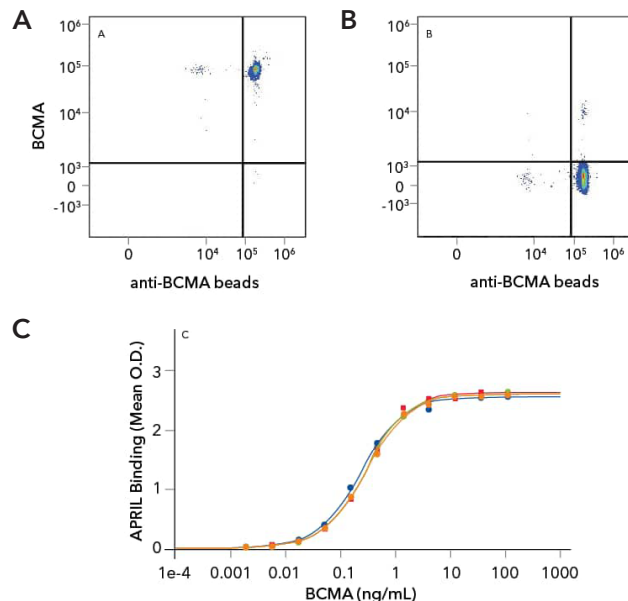 A
B
A
B
BCMA
10⁶
10⁵
10⁴
10³
0
-10³
0
10⁴
10⁵
10⁶
anti-BCMA beads
10⁶
10⁵
10⁴
10³
0
-10³
0
10⁴
10⁵
10⁶
anti-BCMA beads
C
C
APRIL Binding (Mean O.D.)
3
2
1
0
1e-4
0.001
0.01
0.1
1
10
100
1000
BCMA (ng/mL)